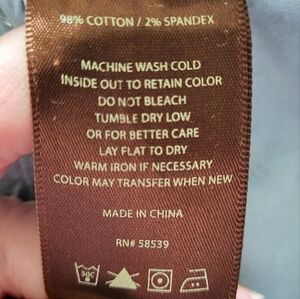 98% COTTON / 2% SPANDEX
MACHINE WASH COLD
INSIDE OUT TO RETAIN COLOR
DO NOT BLEACH
TUMBLE DRY LOW
OR FOR BETTER CARE
LAY FLAT TO DRY
WARM IRON IF NECESSARY
COLOR MAY TRANSFER WHEN NEW
MADE IN CHINA
RN# 58539